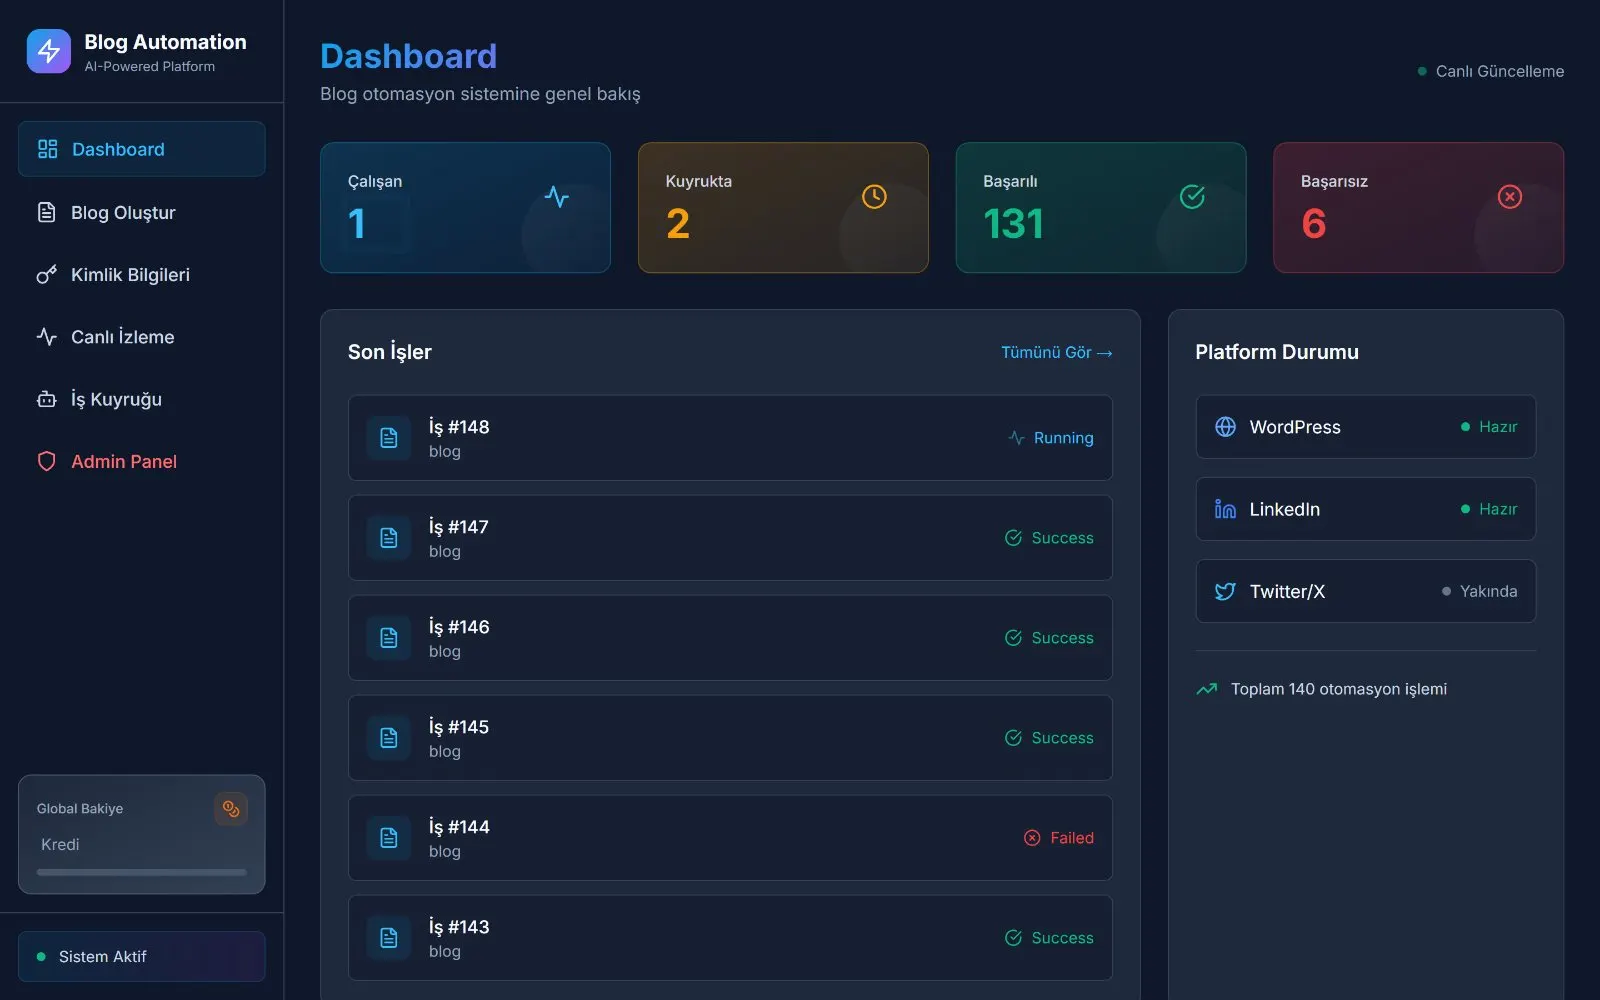 Blog Automation
AI-Powered Platform
Dashboard
Blog Oluştur
Kimlik Bilgileri
Canlı İzleme
İş Kuyruğu
Admin Panel
Global Bakiye
Kredi
Sistem Aktif
Dashboard
Blog otomasyon sistemine genel bakış
Canlı Güncelleme
Çalışan
1
Kuyrukta
2
Başarılı
131
Başarısız
6
Son İşler
Tümünü Gör →
İş #148
blog
Running
İş #147
blog
Success
İş #146
blog
Success
İş #145
blog
Success
İş #144
blog
Failed
İş #143
blog
Success
Platform Durumu
WordPress
Hazır
LinkedIn
Hazır
Twitter/X
Yakında
Toplam 140 otomasyon işlemi